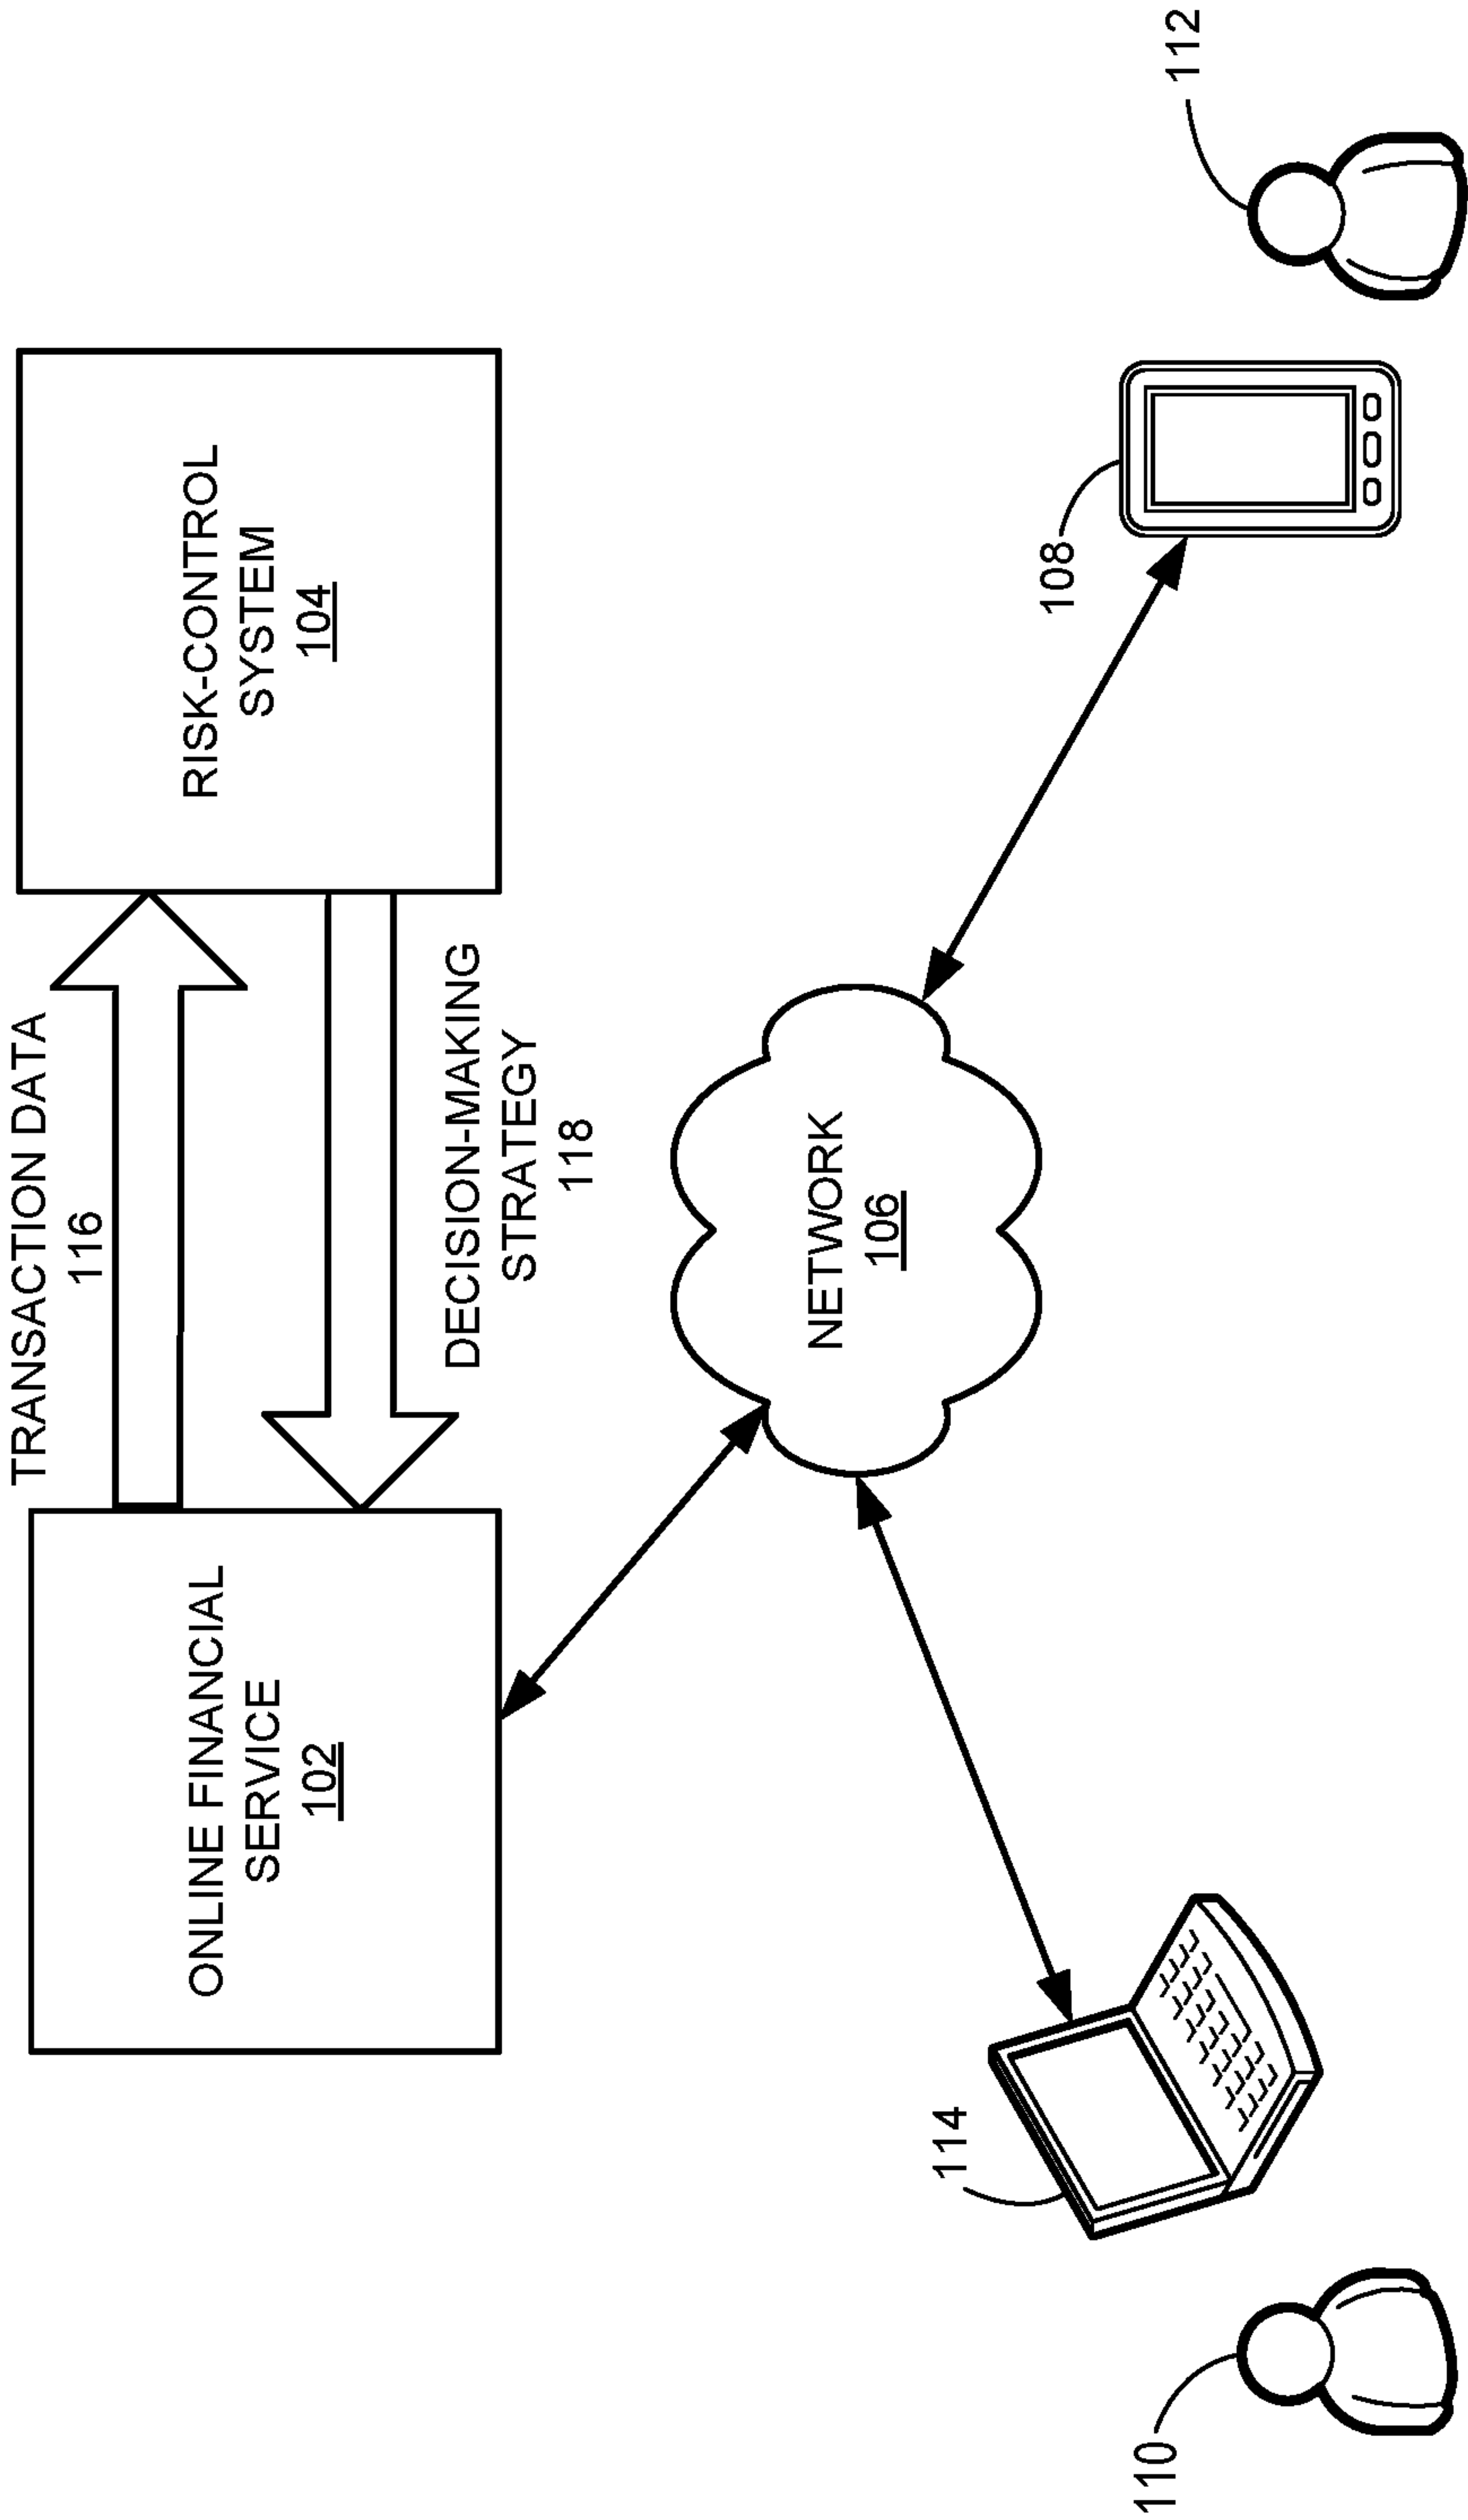 TRANSACTION DATA
116
ONLINE FINANCIAL
SERVICE
102
RISK-CONTROL
SYSTEM
104
DECISION-MAKING
STRATEGY
118
NETWORK
106
114
108
110
112